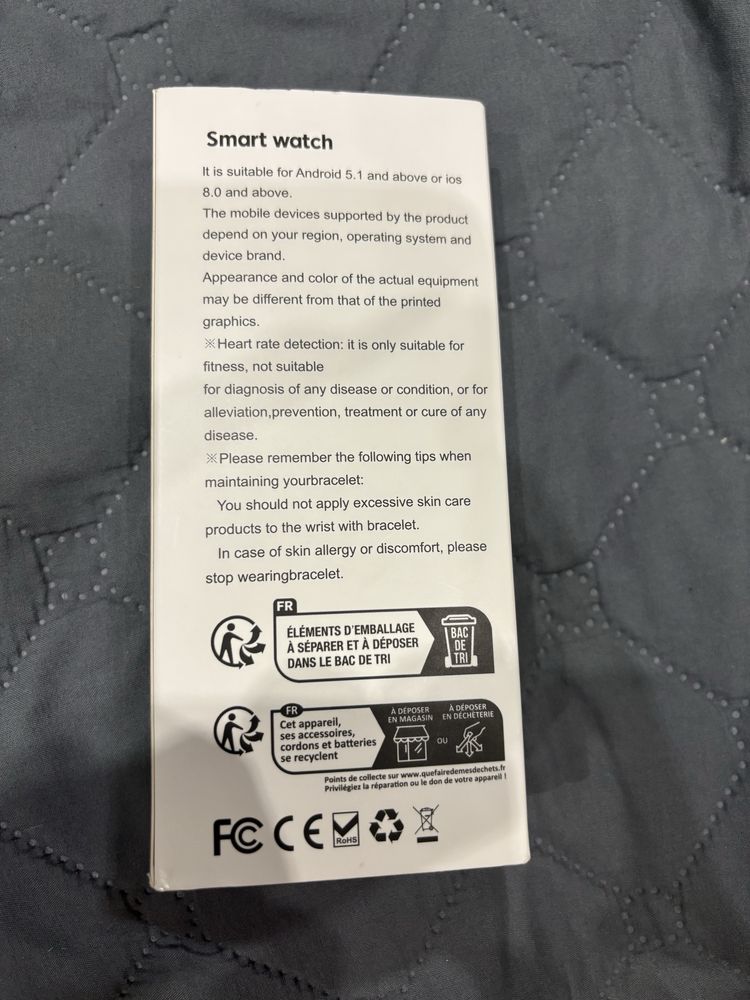 Smart watch
It is suitable for Android 5.1 and above or ios
8.0 and above.
The mobile devices supported by the product
depend on your region, operating system and
device brand.
Appearance and color of the actual equipment
may be different from that of the printed
graphics.
※Heart rate detection: it is only suitable for
fitness, not suitable
for diagnosis of any disease or condition, or for
alleviation,prevention, treatment or cure of any
disease.
※Please remember the following tips when
maintaining yourbracelet:
You should not apply excessive skin care
products to the wrist with bracelet.
In case of skin allergy or discomfort, please
stop wearingbracelet.
FR
ÉLÉMENTS D'EMBALLAGE
À SÉPARER ET À DÉPOSER
DANS LE BAC DE TRI
BAC
DE
TRI
FR
Cet appareil,
ses accessoires,
cordons et batteries
se recyclent
À DÉPOSER
EN MAGASIN
OU
À DÉPOSER
EN DÉCHÈTERIE
Points de collecte sur www.quefairedemesdechets.fr
Privilégiez la réparation ou le don de votre appareil !
FC CE RoHS